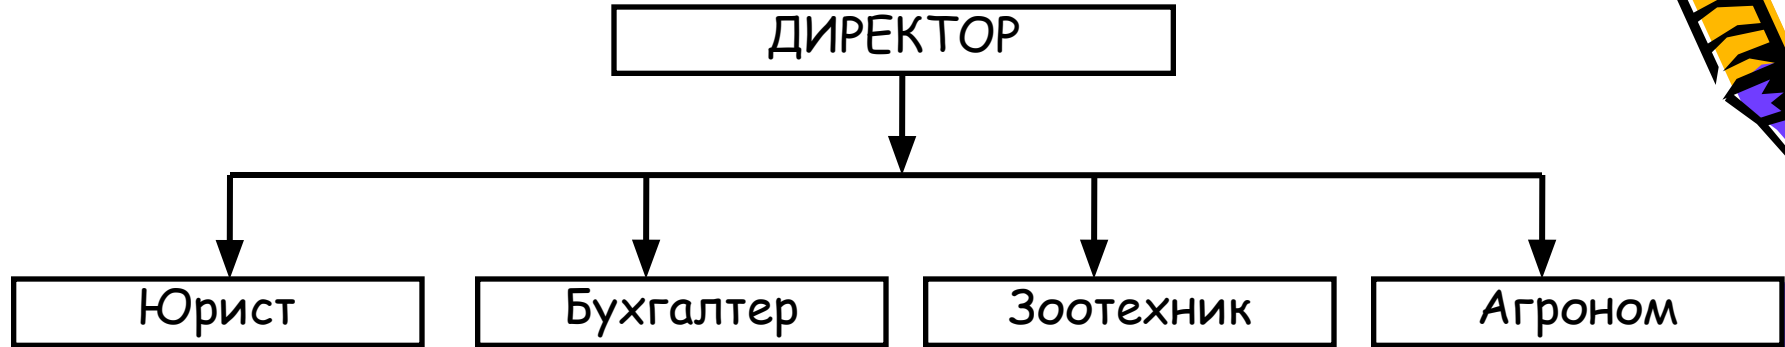 ДИРЕКТОР
Юрист
Бухгалтер
Зоотехник
Агроном